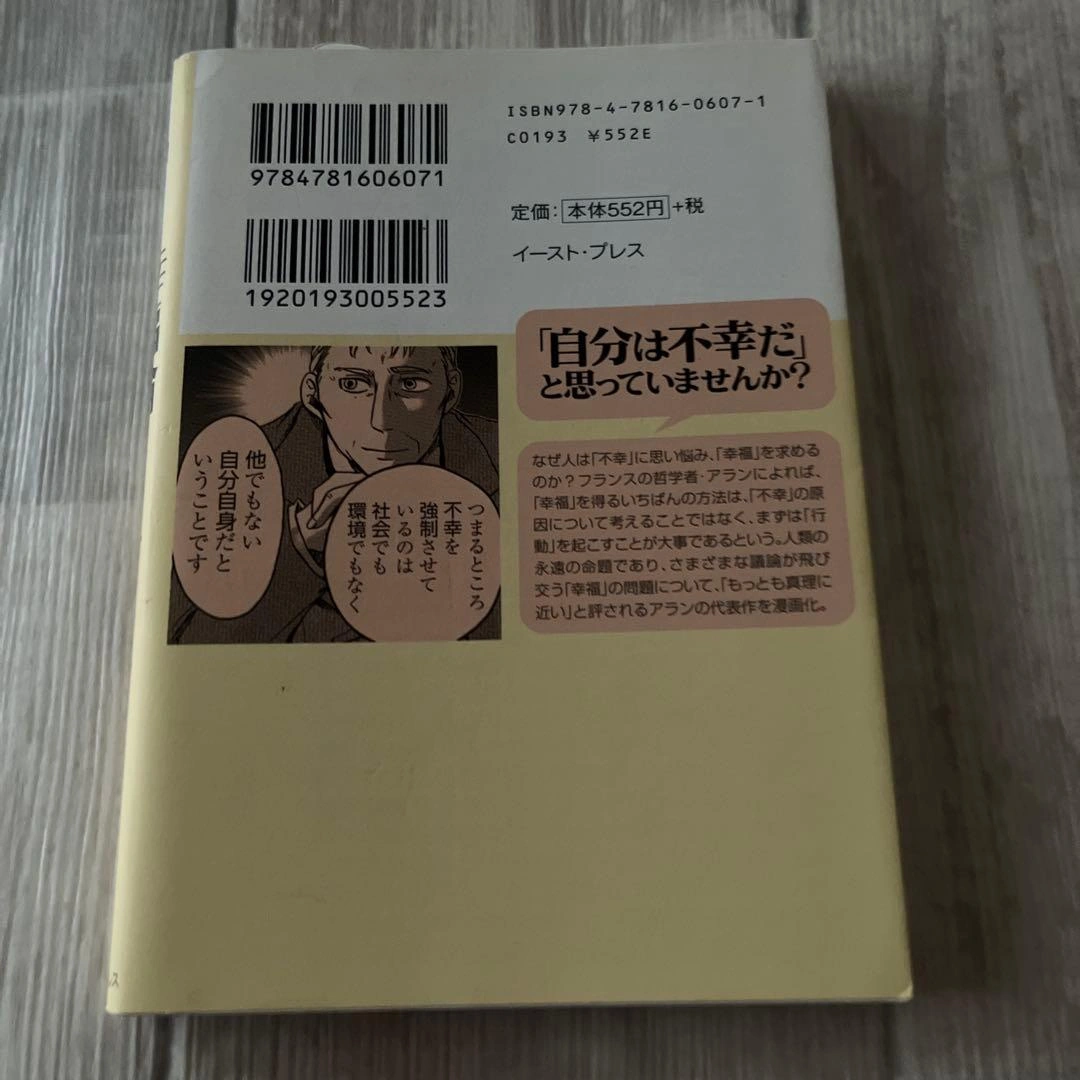 ISBN978-4-7816-0607-1
C0193 ¥552E
9784781606071
定価:本体552円+税
イースト・プレス
1920193005523
「自分は不幸だ」
と思っていませんか?
なぜ人は「不幸」に思い悩み、「幸福」を求める
のか?フランスの哲学者・アランによれば、
「幸福」を得るいちばんの方法は、「不幸」の原
因について考えることではなく、まずは「行
動」を起こすことが大事であるという。人類の
永遠の命題であり、さまざまな議論が飛び
交う「幸福」の問題について、「もっとも真理に
近い」と評されるアランの代表作を漫画化。
つまるところ
不幸を
強制させて
いるのは
社会でも
環境でもなく
他でもない
自分自身だと
いうことです